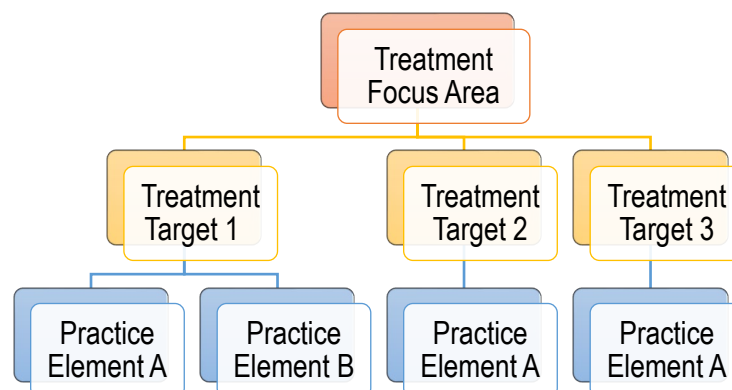 Treatment
Focus Area
Treatment
Target 1
Treatment
Target 2
Treatment
Target 3
Practice
Element A
Practice
Element B
Practice
Element A
Practice
Element A